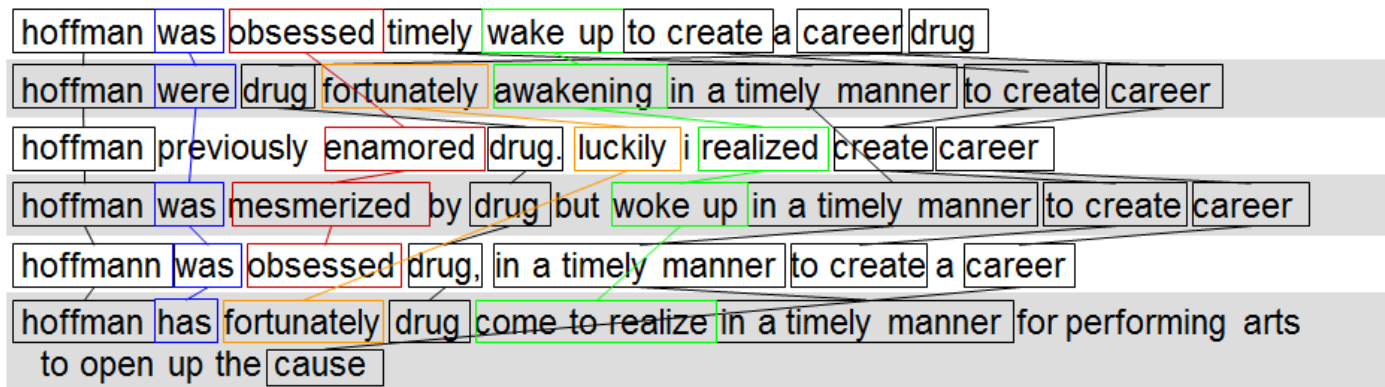 hoffman was obsessed timely wake up to create a career drug
hoffman were drug fortunately awakening in a timely manner to create career
hoffman previously enamored drug. luckily i realized create career
hoffman was mesmerized by drug but woke up in a timely manner to create career
hoffmann was obsessed drug, in a timely manner to create a career
hoffman has fortunately drug come to realize in a timely manner for performing arts
to open up the cause